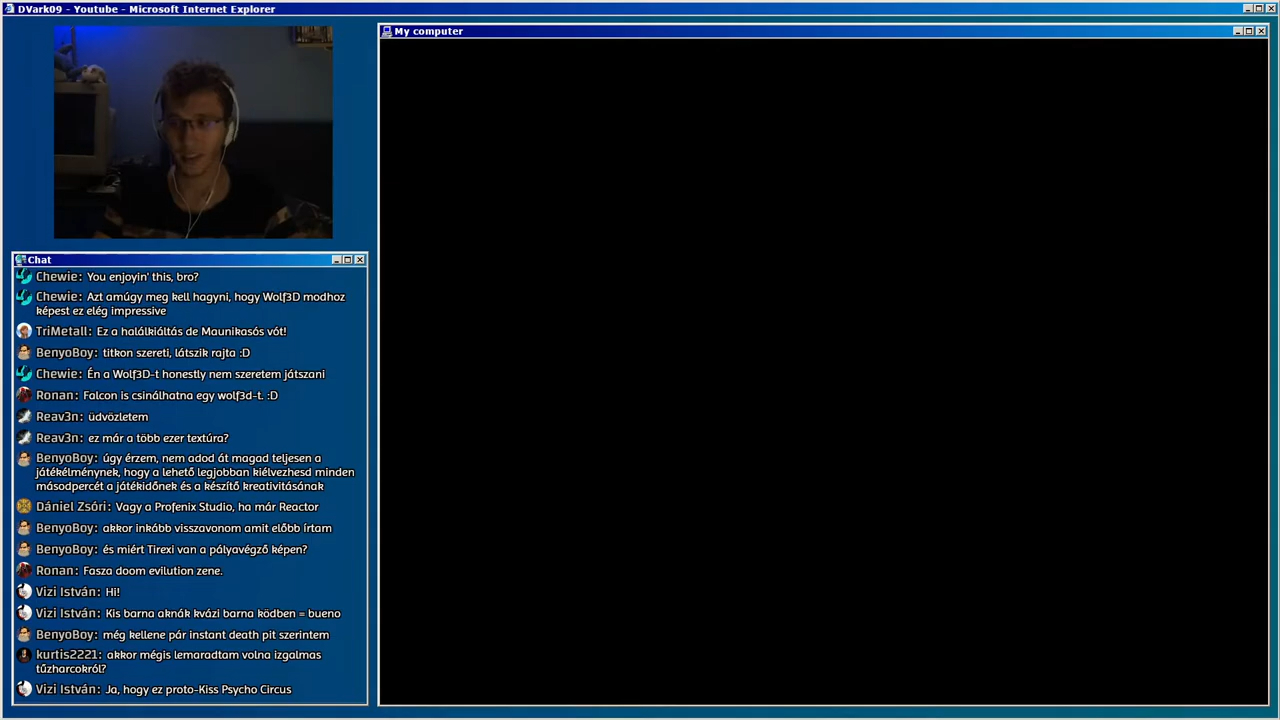 DVark09 - Youtube - Microsoft Internet Explorer
My computer
Chat
Chewie: You enjoyin' this, bro?
Chewie: Azt amúgy meg kell hagyni, hogy Wolf3D modhoz
képest ez elég impressive
TriMetall: Ez a halálkiáltás de Maunikasós vót!
BenyoBoy: titkon szereti, látszik rajta :D
Chewie: Én a Wolf3D-t honestly nem szeretem játszani
Ronan: Falcon is csinálhatna egy wolf3d-t. :D
Reav3n: üdvözletem
Reav3n: ez már a több ezer textúra?
BenyoBoy: úgy érzem, nem adod át magad teljesen a
játékélménynek, hogy a lehető legjobban kiélvezhesd minden
másodpercét a játékidőnek és a készítő kreativitásának
Dániel Zsóri: Vagy a Profenix Studio, ha már Reactor
BenyoBoy: akkor inkább visszavonom amit előbb írtam
BenyoBoy: és miért Tirexi van a pályavégző képen?
Ronan: Fasza doom evilution zene.
Vizi István: Hi!
Vizi István: Kis barna aknák kvázi barna ködben = bueno
BenyoBoy: még kellene pár instant death pit szerintem
kurtis2221: akkor mégis lemaradtam volna izgalmas
tűzharcokról?
Vizi István: Ja, hogy ez proto-Kiss Psycho Circus